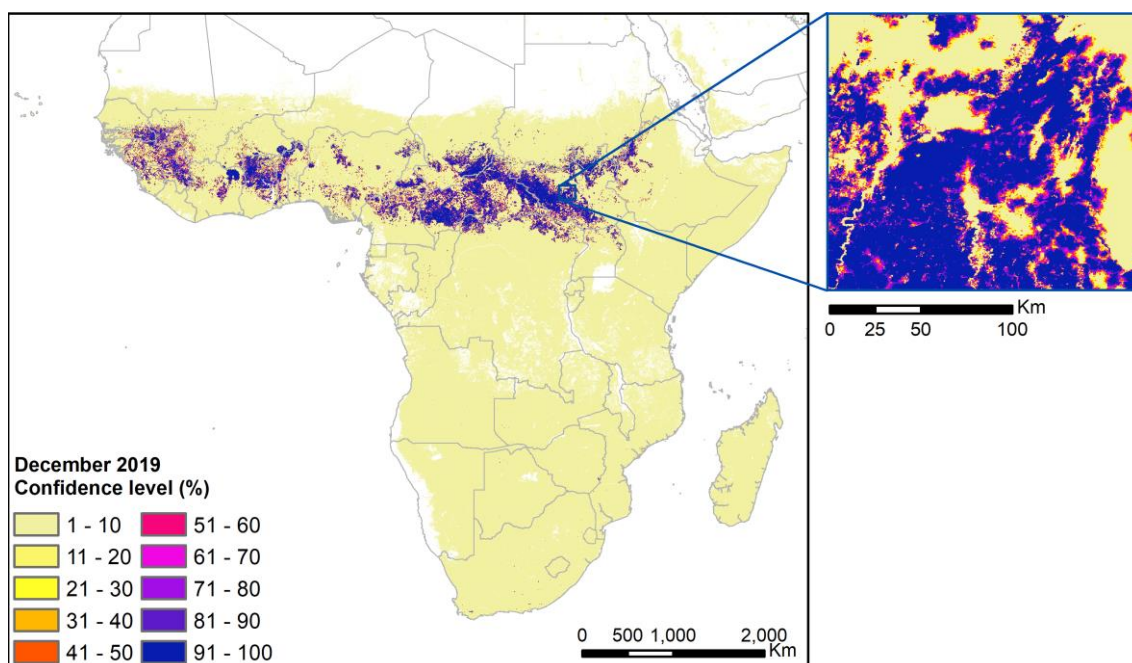 December 2019
Confidence level (%)
1 - 10
51 - 60
11 - 20
61 - 70
21 - 30
71 - 80
31 - 40
81 - 90
41 - 50
91 - 100
0 500 1,000 2,000
Km
Km
0 25 50 100